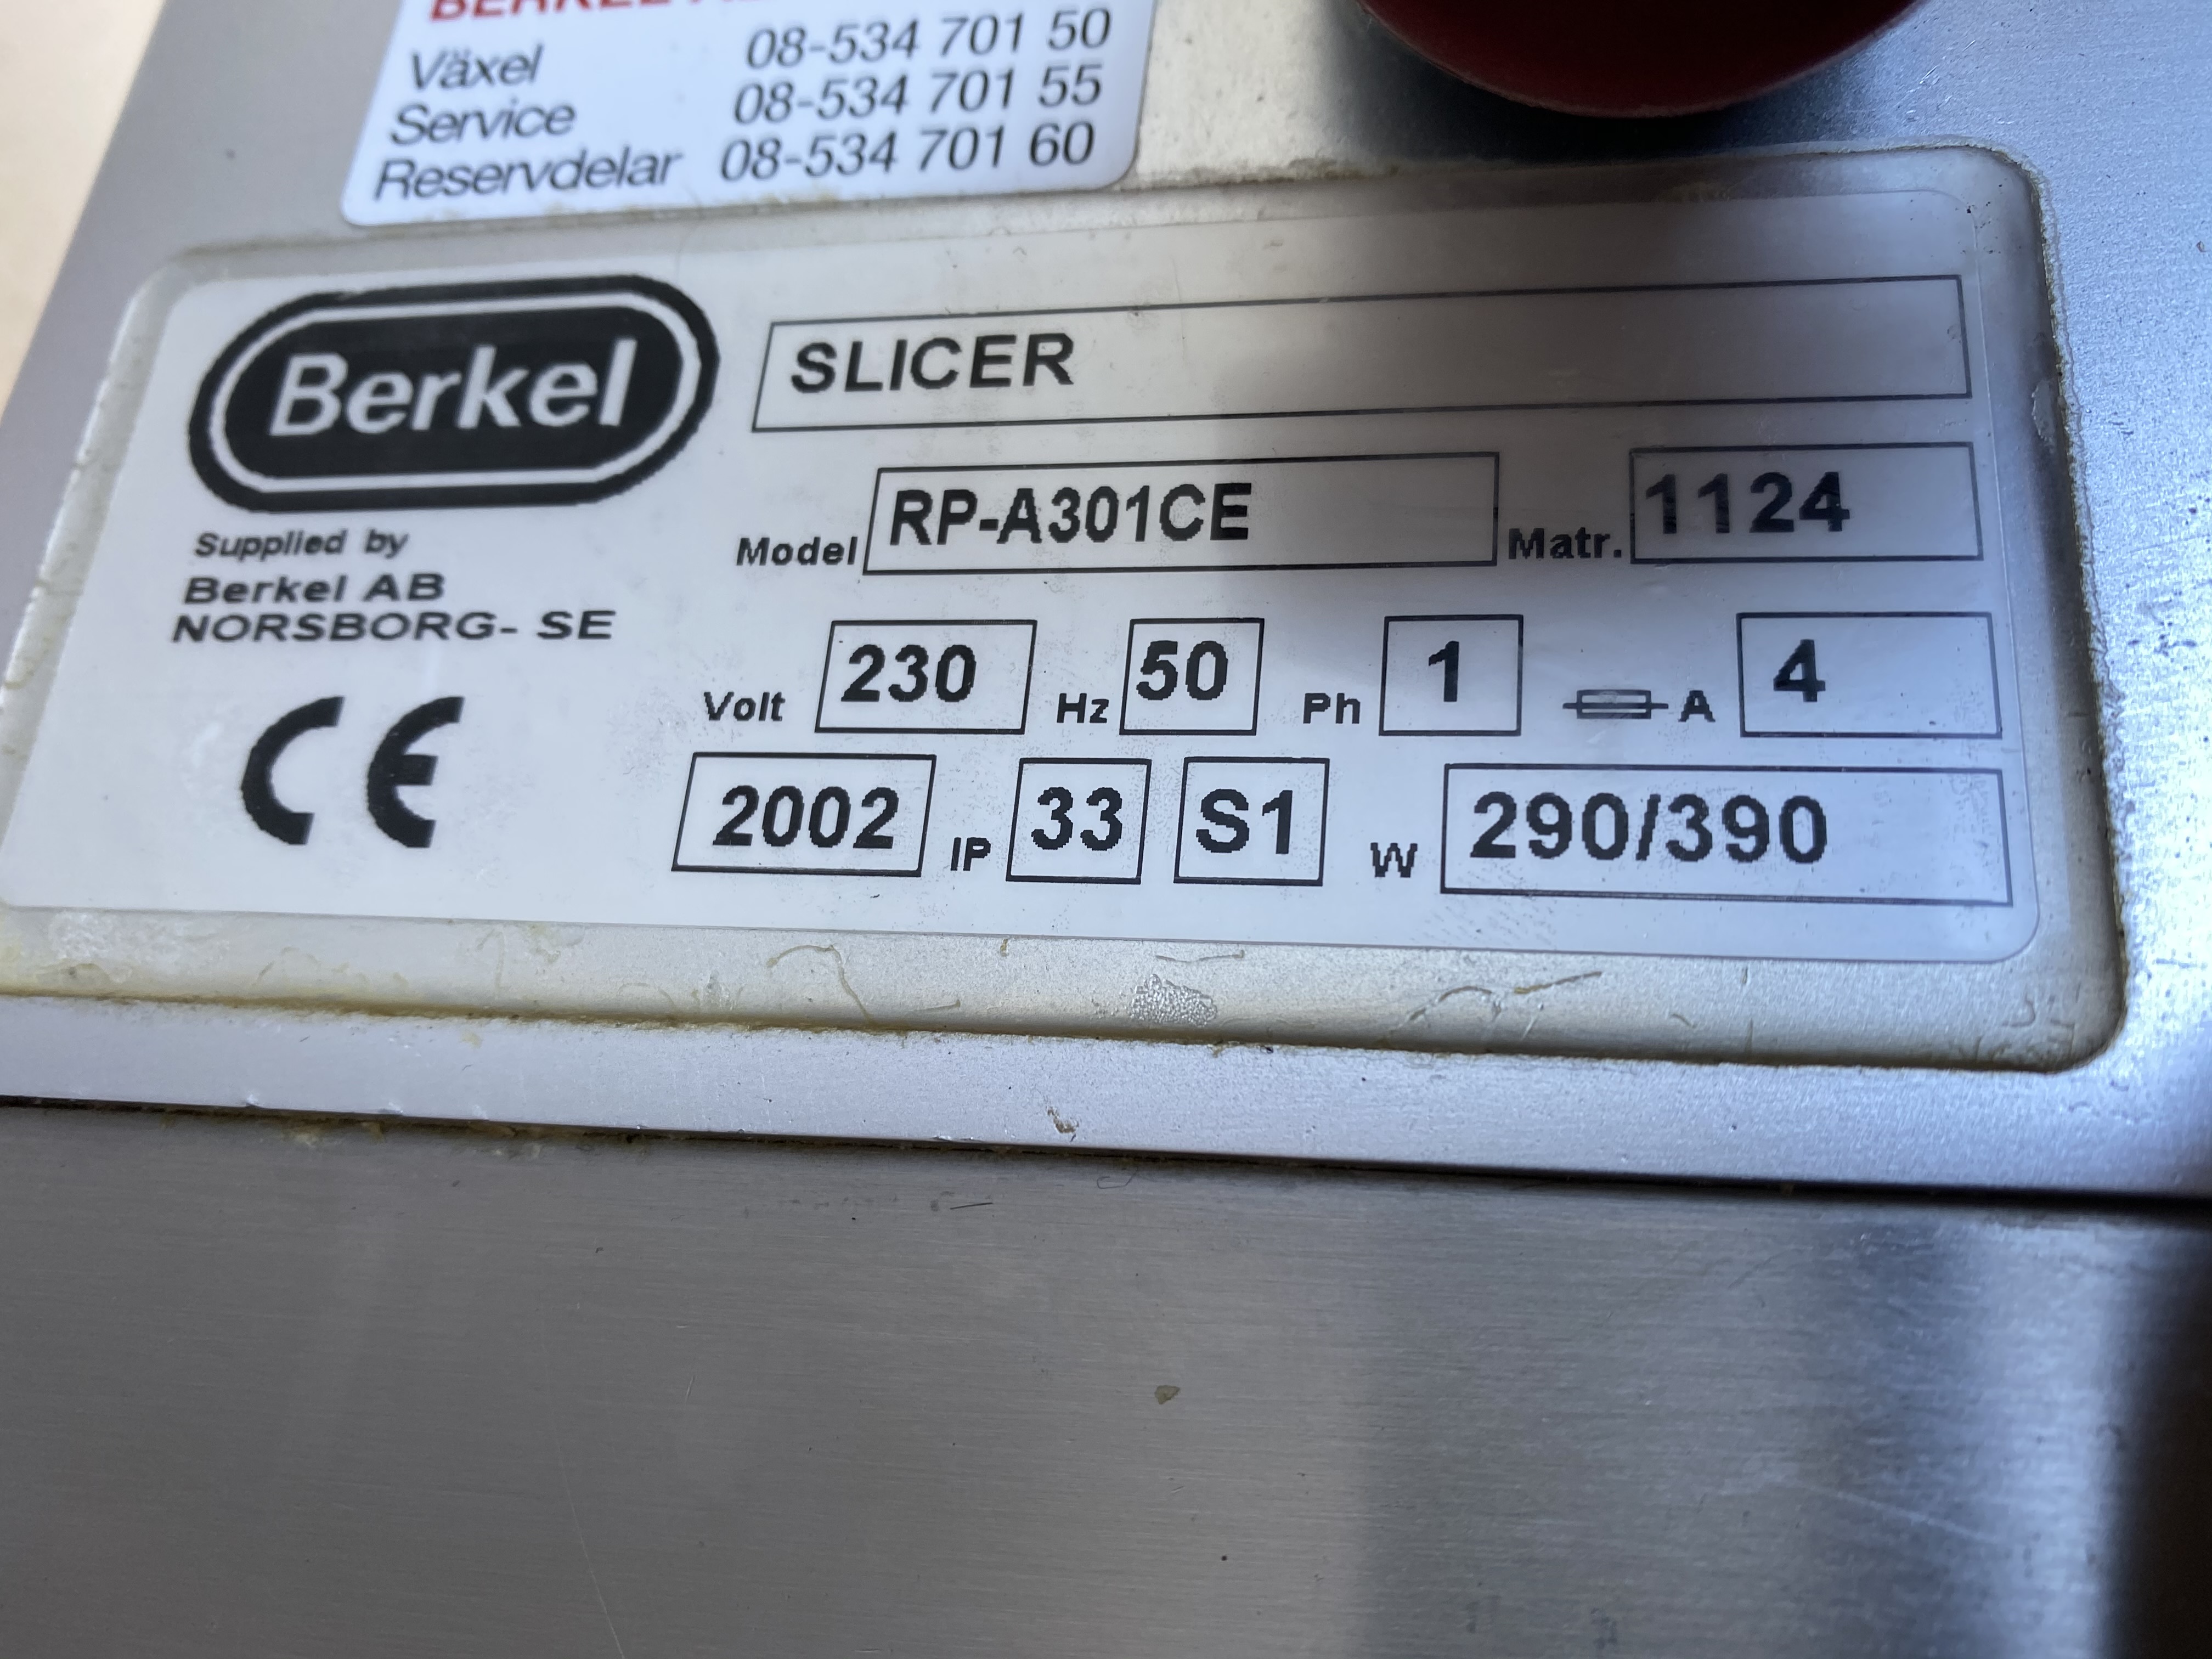 BERKEL
Växel 08-534 701 50
Service 08-534 701 55
Reservdelar 08-534 701 60
Berkel
SLICER
Supplied by
Berkel AB
NORSBORG- SE
Model RP-A301CE Matr. 1124
Volt 230 Hz 50 Ph 1 A 4
CE 2002 IP 33 S1 W 290/390